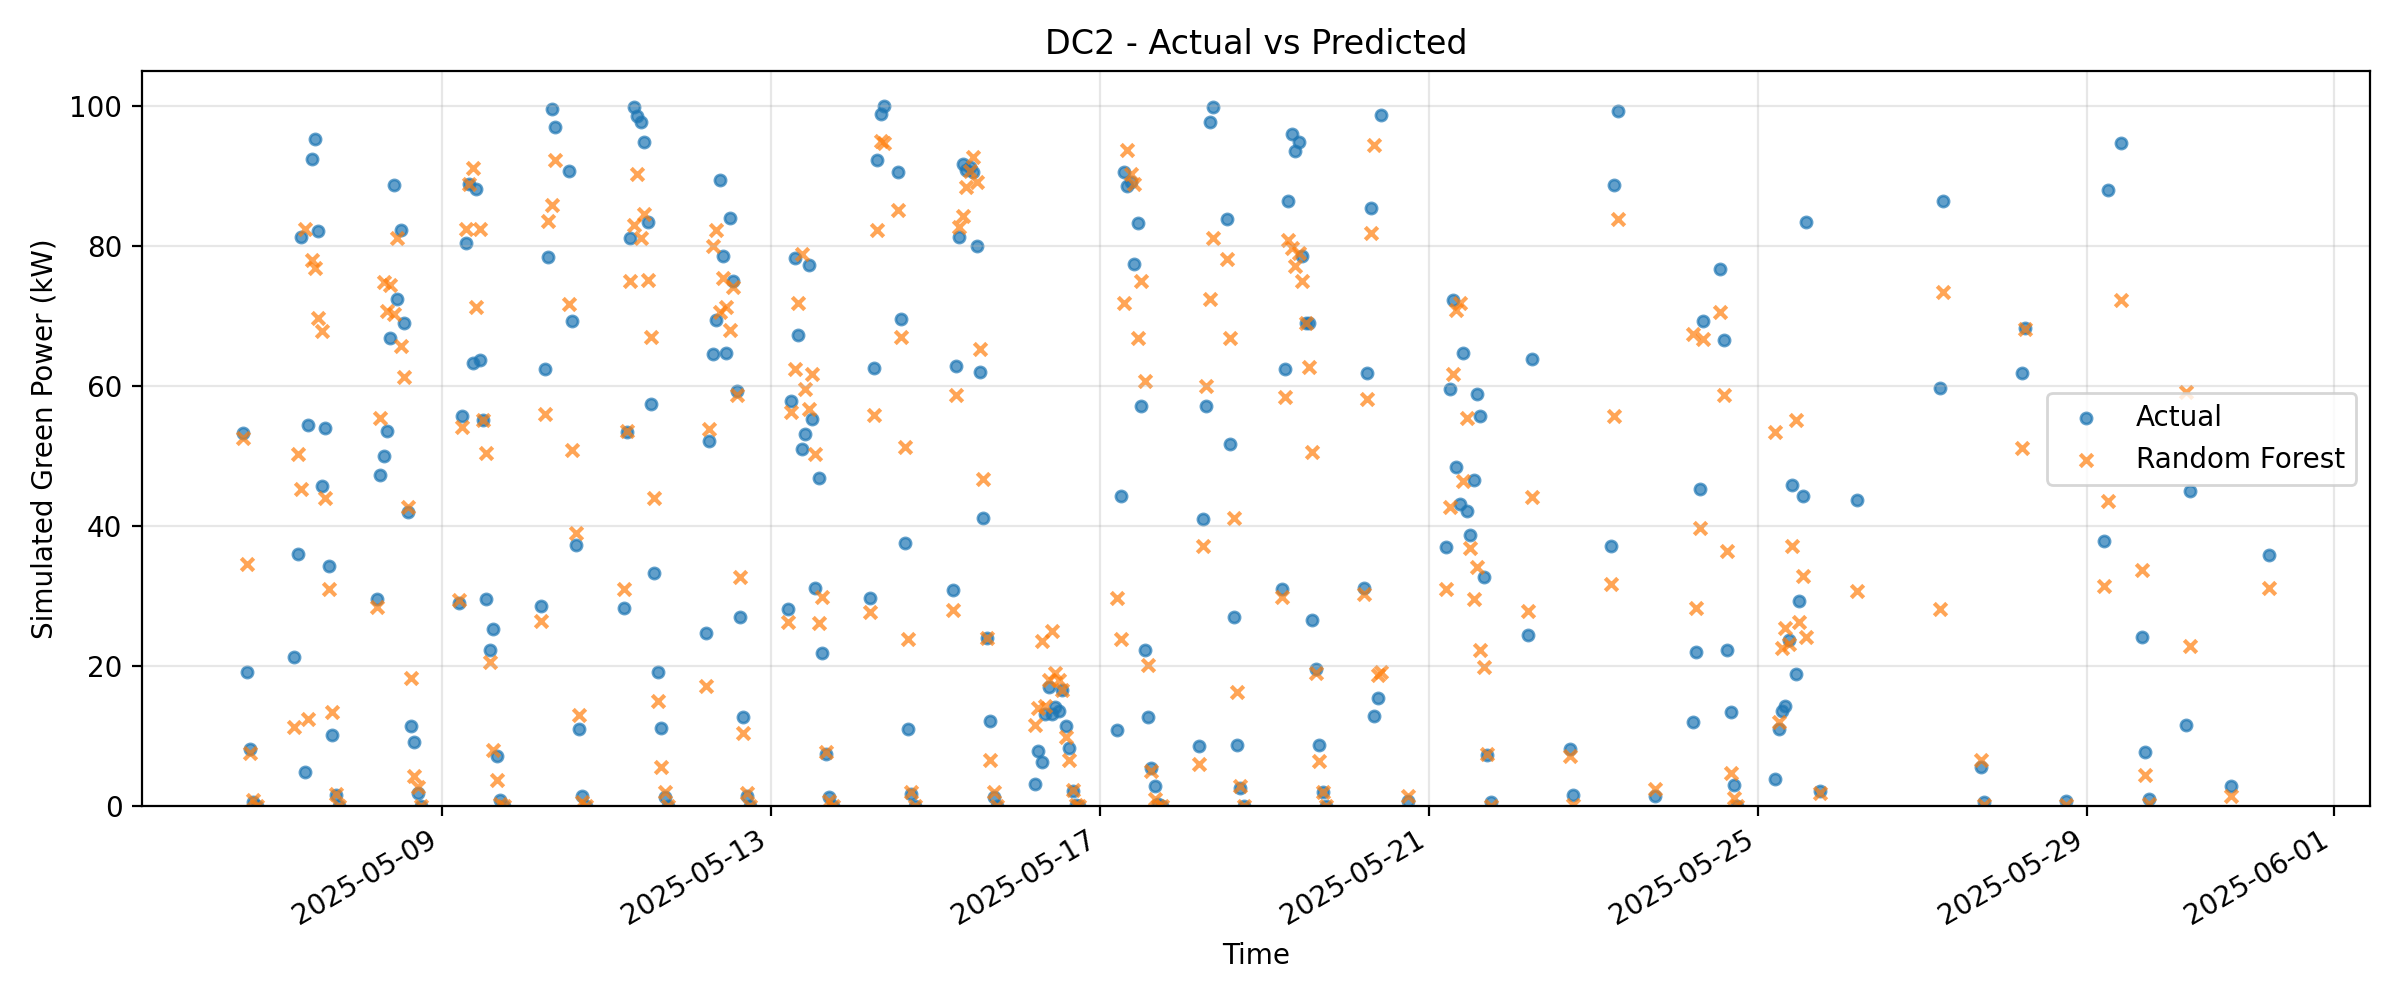 DC2 - Actual vs Predicted
Simulated Green Power (kW)
100
80
60
40
20
0
Actual
Random Forest
2025-05-09
2025-05-13
2025-05-17
2025-05-21
2025-05-25
2025-05-29
2025-06-01
Time